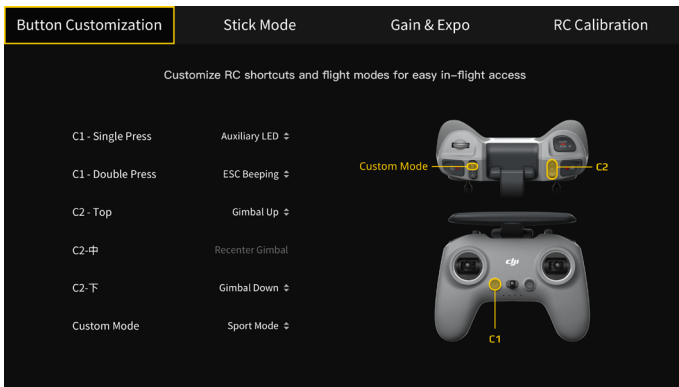 Button Customization Stick Mode Gain & Expo RC Calibration
Customize RC shortcuts and flight modes for easy in-flight access
C1 - Single Press Auxiliary LED
C1 - Double Press ESC Beeping
Custom Mode C2
C2 - Top Gimbal Up
C2-中 Recenter Gimbal
dji
C2-下 Gimbal Down
Custom Mode Sport Mode
C1